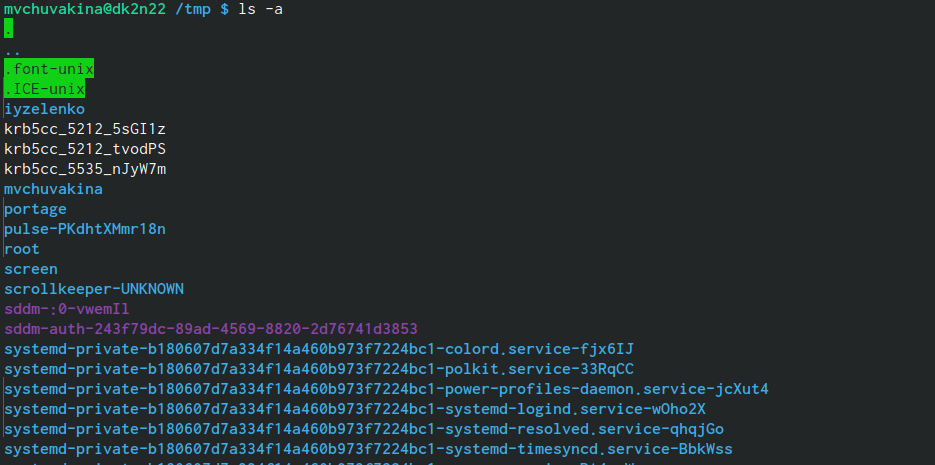 mvchuvakina@dk2n22 /tmp $ ls -a
.
..
.font-unix
.ICE-unix
iyzelenko
krb5cc_5212_5sGI1z
krb5cc_5212_tvodPS
krb5cc_5535_nJyW7m
mvchuvakina
portage
pulse-PKdhtXMmr18n
root
screen
scrollkeeper-UNKNOWN
sddm-:0-vwemIl
sddm-auth-243f79dc-89ad-4569-8820-2d76741d3853
systemd-private-b180607d7a334f14a460b973f7224bc1-colord.service-fjx6IJ
systemd-private-b180607d7a334f14a460b973f7224bc1-polkit.service-33RqCC
systemd-private-b180607d7a334f14a460b973f7224bc1-power-profiles-daemon.service-jcXut4
systemd-private-b180607d7a334f14a460b973f7224bc1-systemd-logind.service-wOho2X
systemd-private-b180607d7a334f14a460b973f7224bc1-systemd-resolved.service-qhqjGo
systemd-private-b180607d7a334f14a460b973f7224bc1-systemd-timesyncd.service-BbkWss